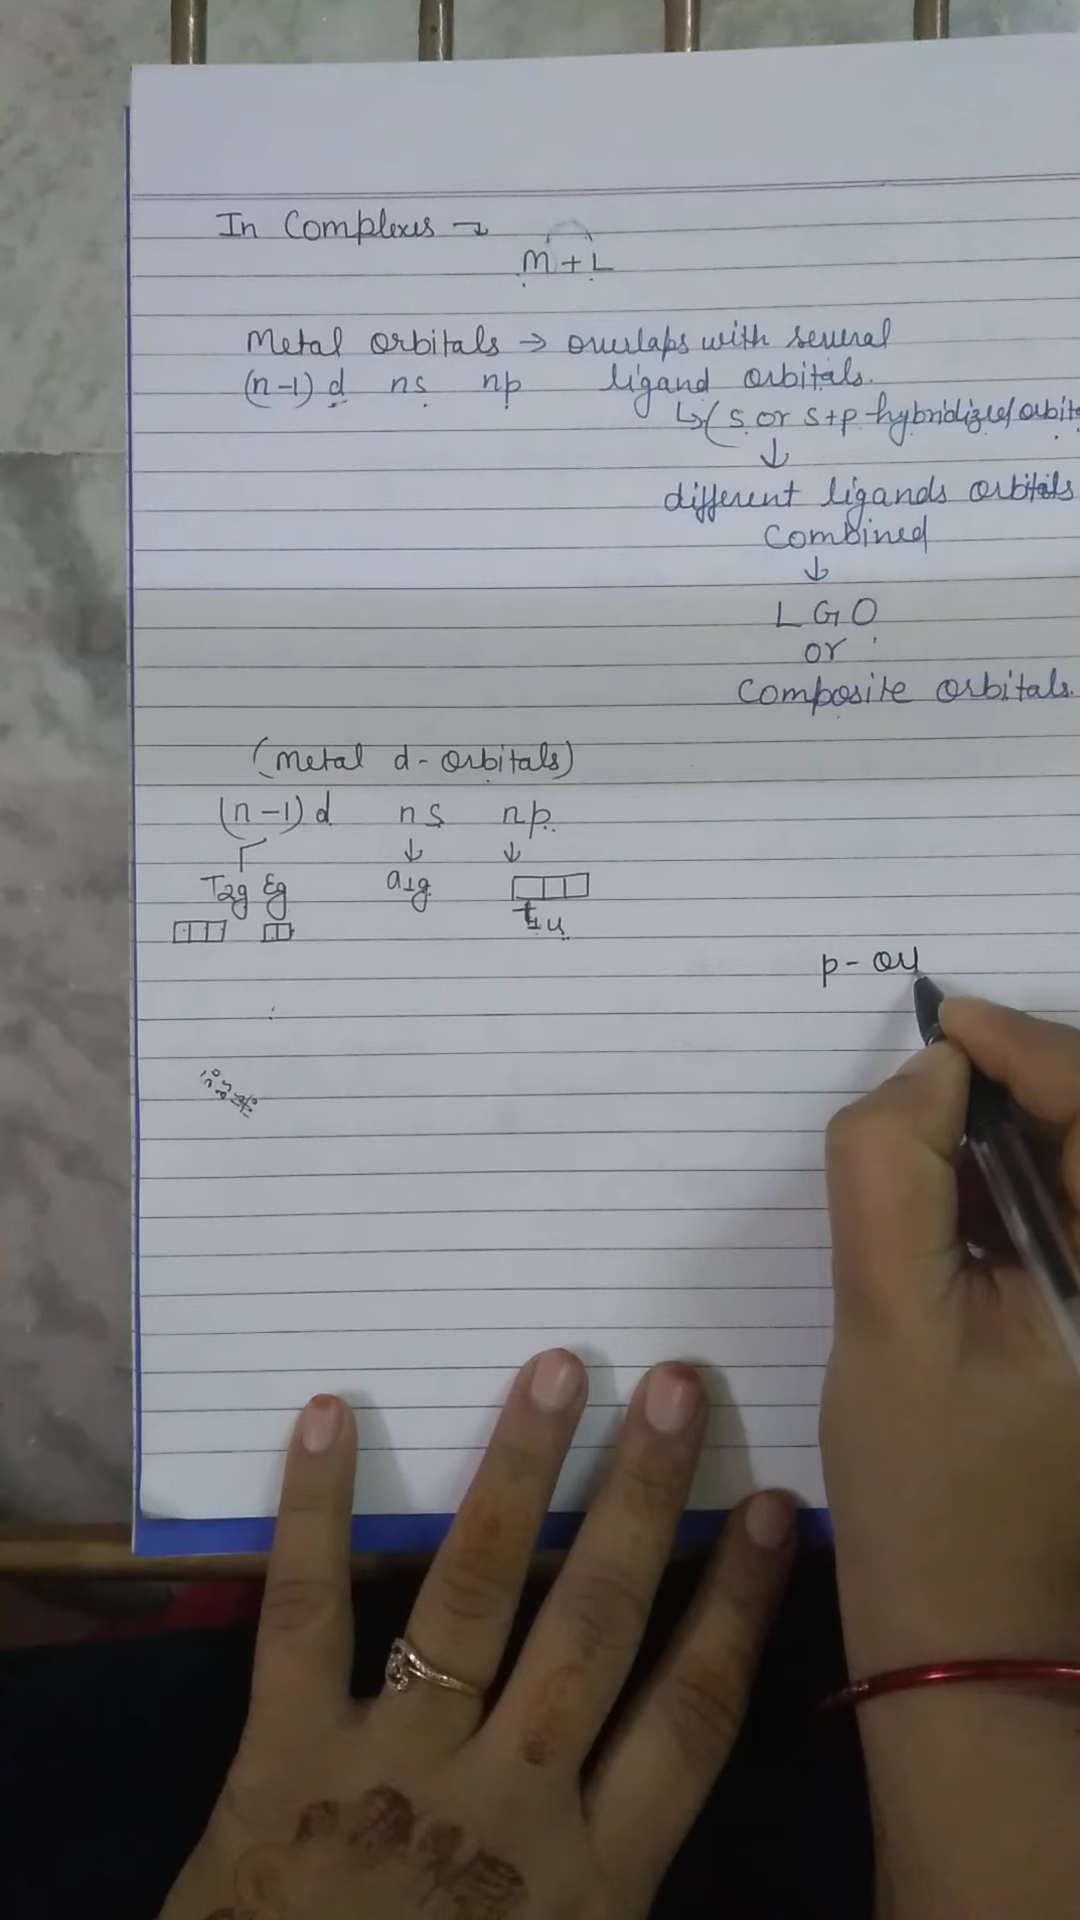 In Complexes →
M + L
Metal orbitals → overlaps with several
(n-1) d ns np ligand orbitals.
↳ ( s or s+p hybridized orbit
↓
different ligands orbitals
Combined
↓
LGO
or
Composite orbitals.
(Metal d- orbitals)
(n-1) d ns np
↓ ↓
T2g Eg a1g
t1u
p- or